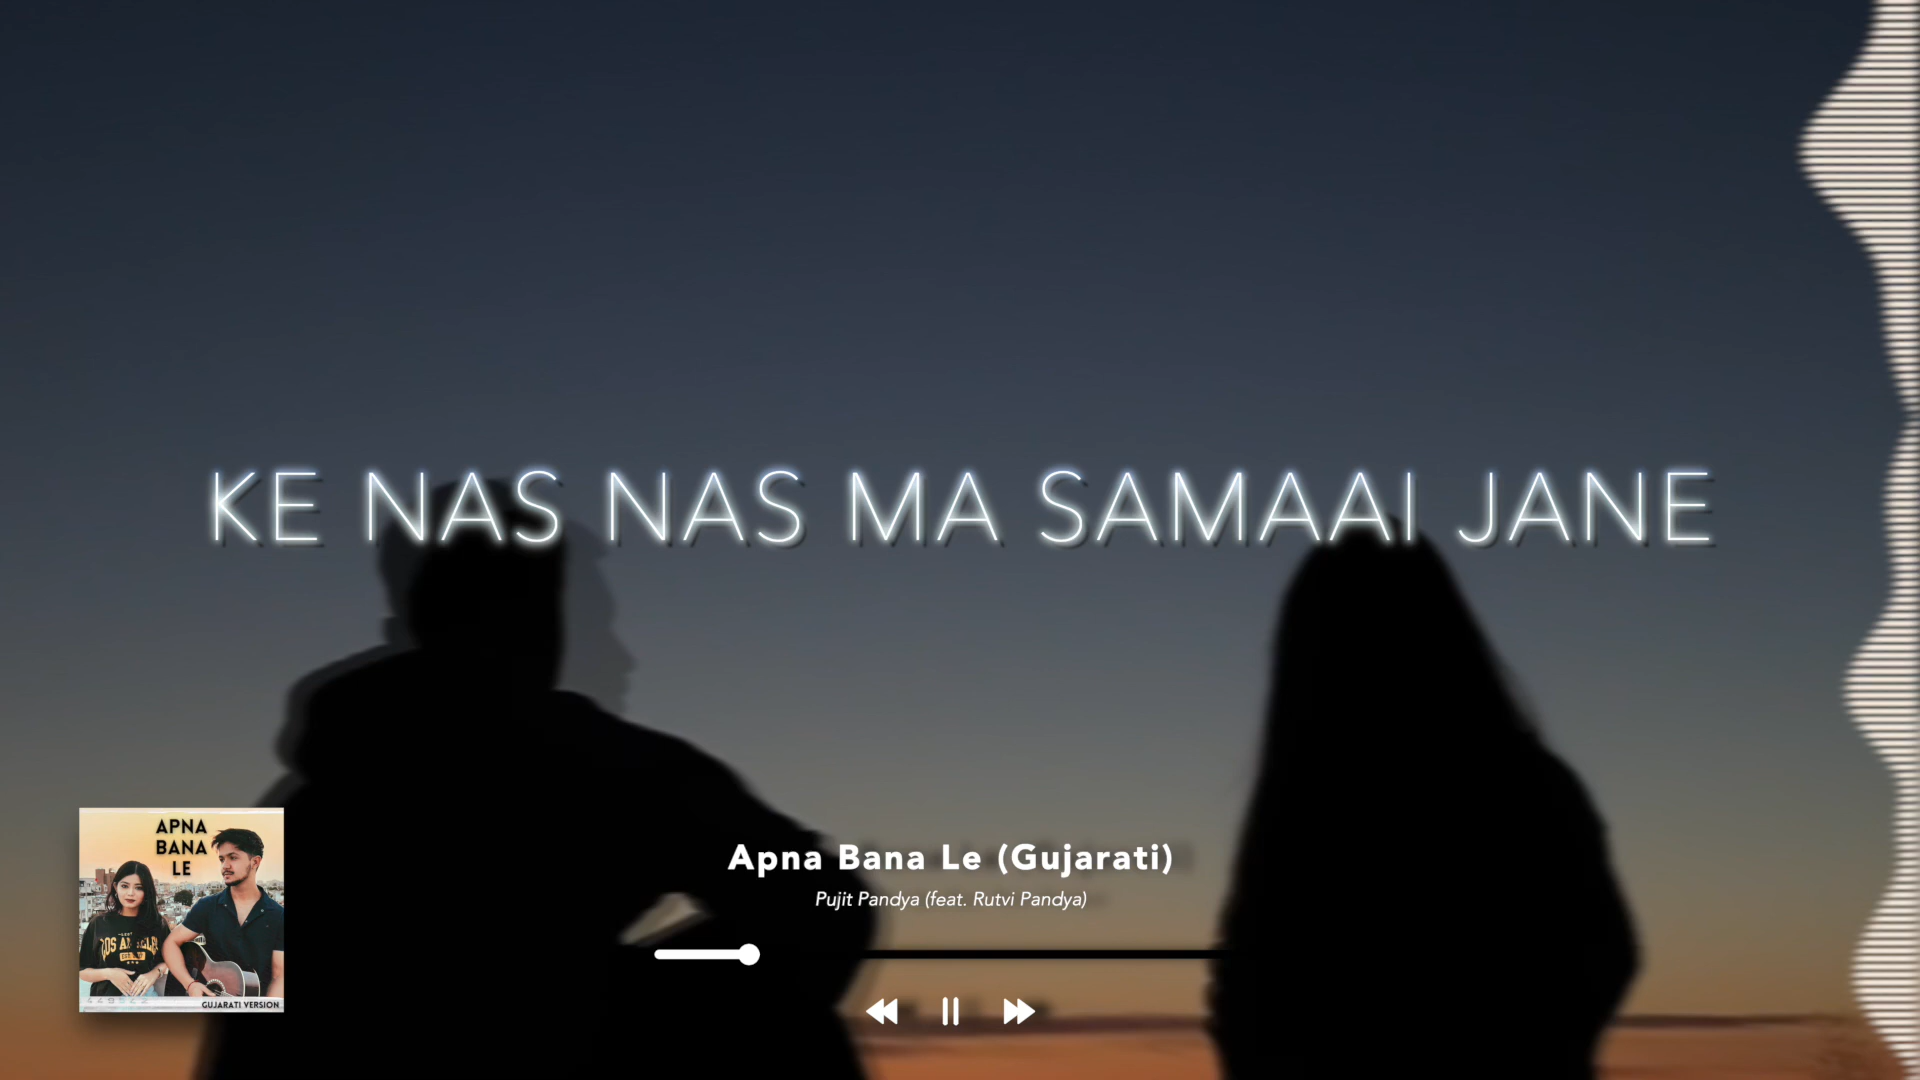 KE NAS NAS MA SAMAAI JANE
APNA
BANA
LE
GUJARATI VERSION
Apna Bana Le (Gujarati)
Pujit Pandya (feat. Rutvi Pandya)